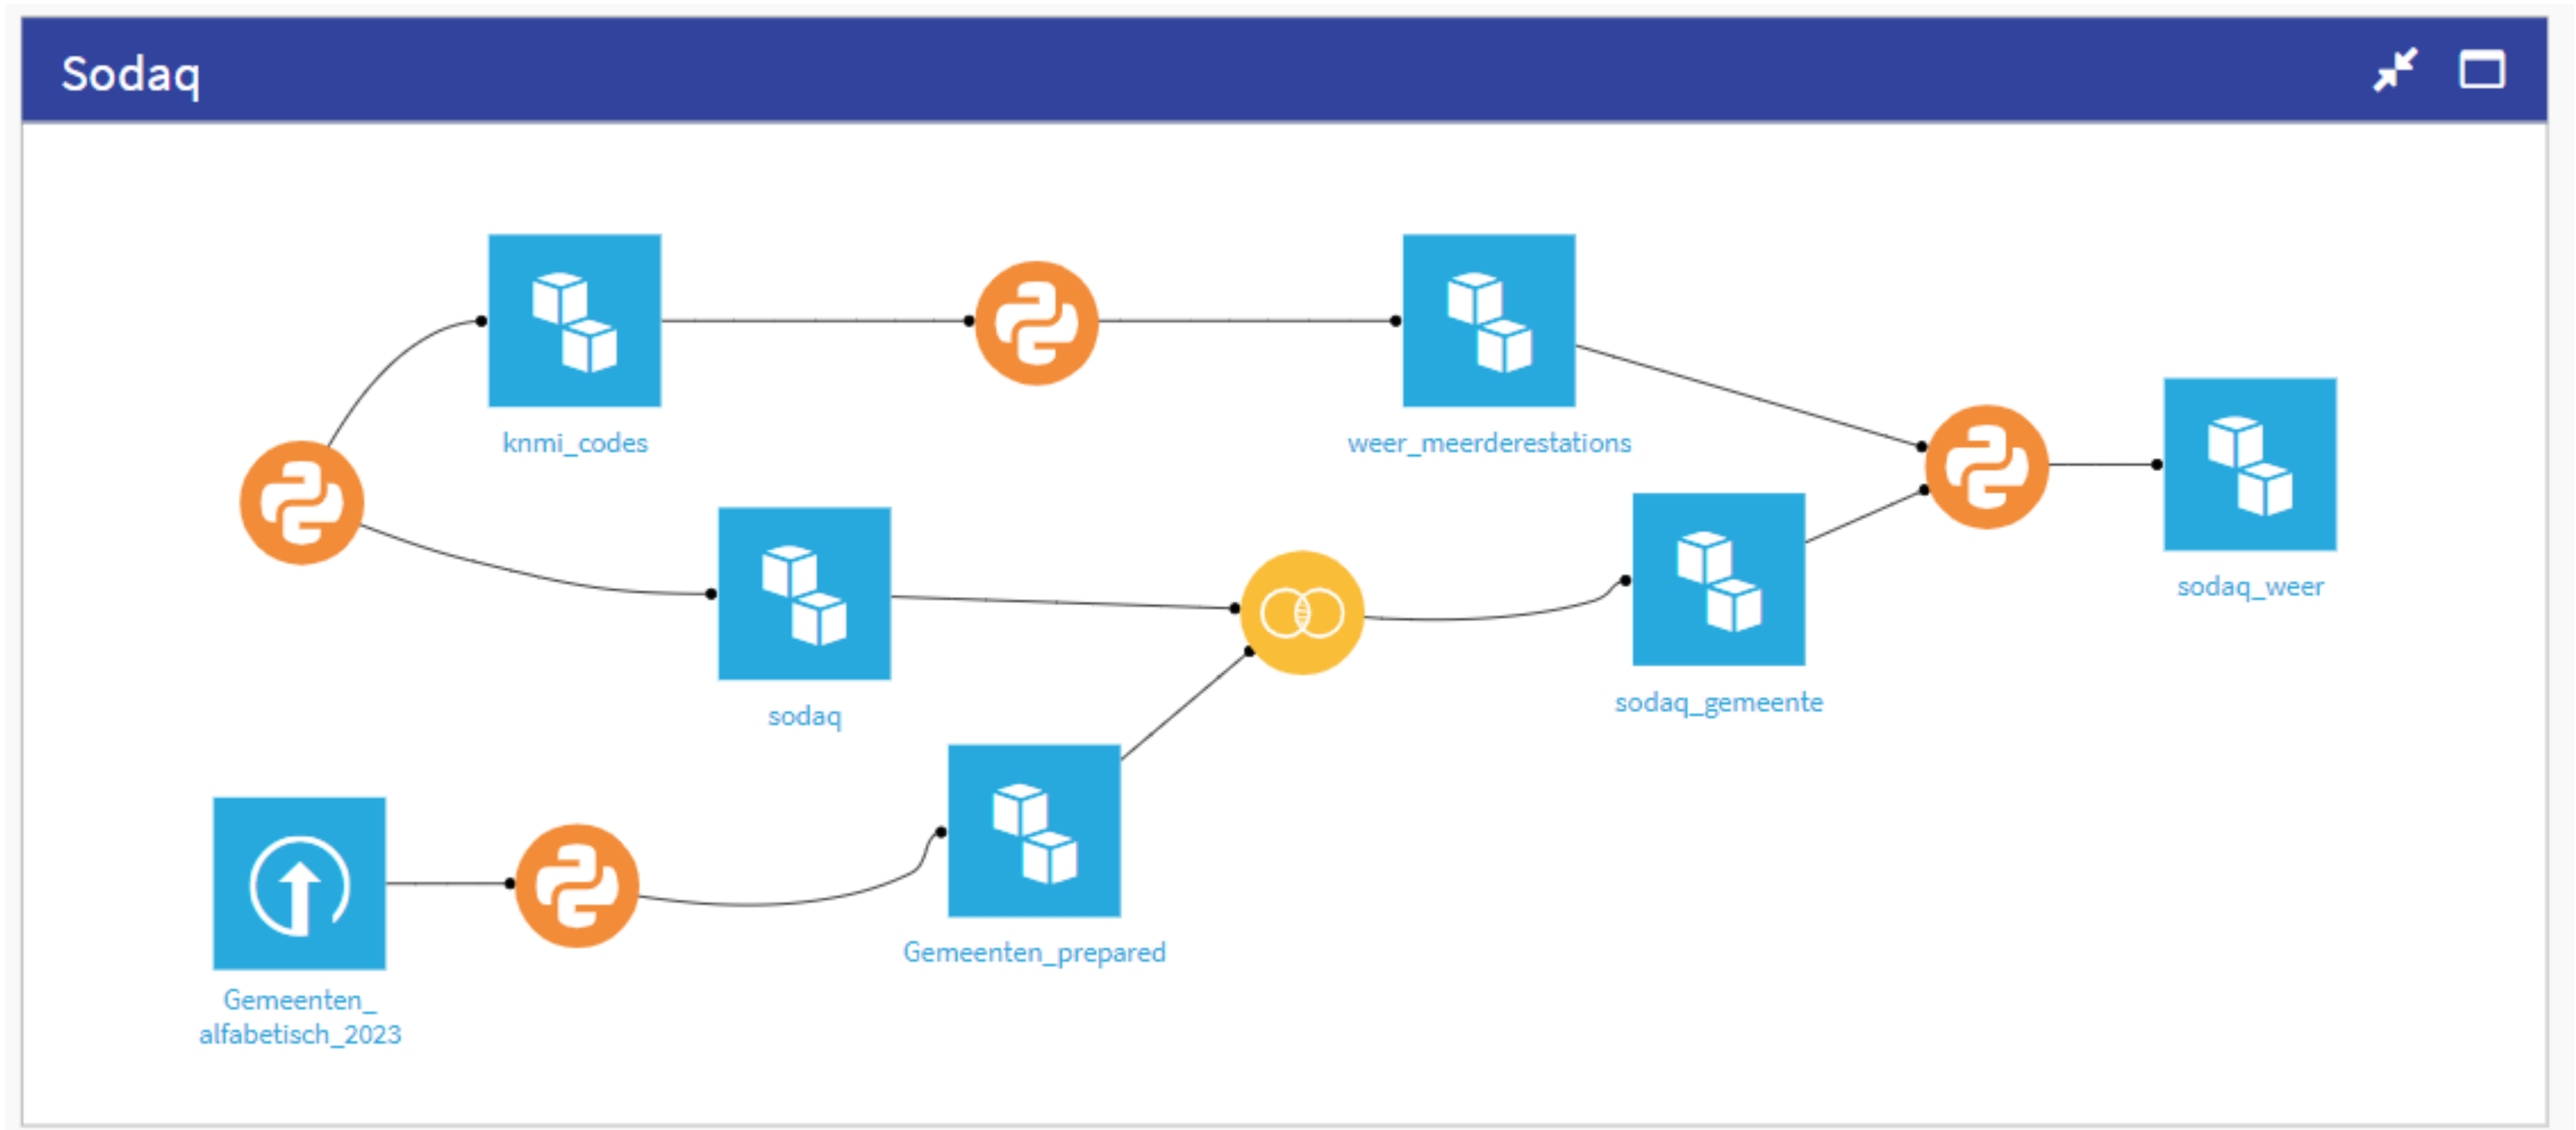 Sodaq
knmi_codes
weer_meerderestations
sodaq_weer
sodaq
sodaq_gemeente
Gemeenten_prepared
Gemeenten_
alfabetisch_2023